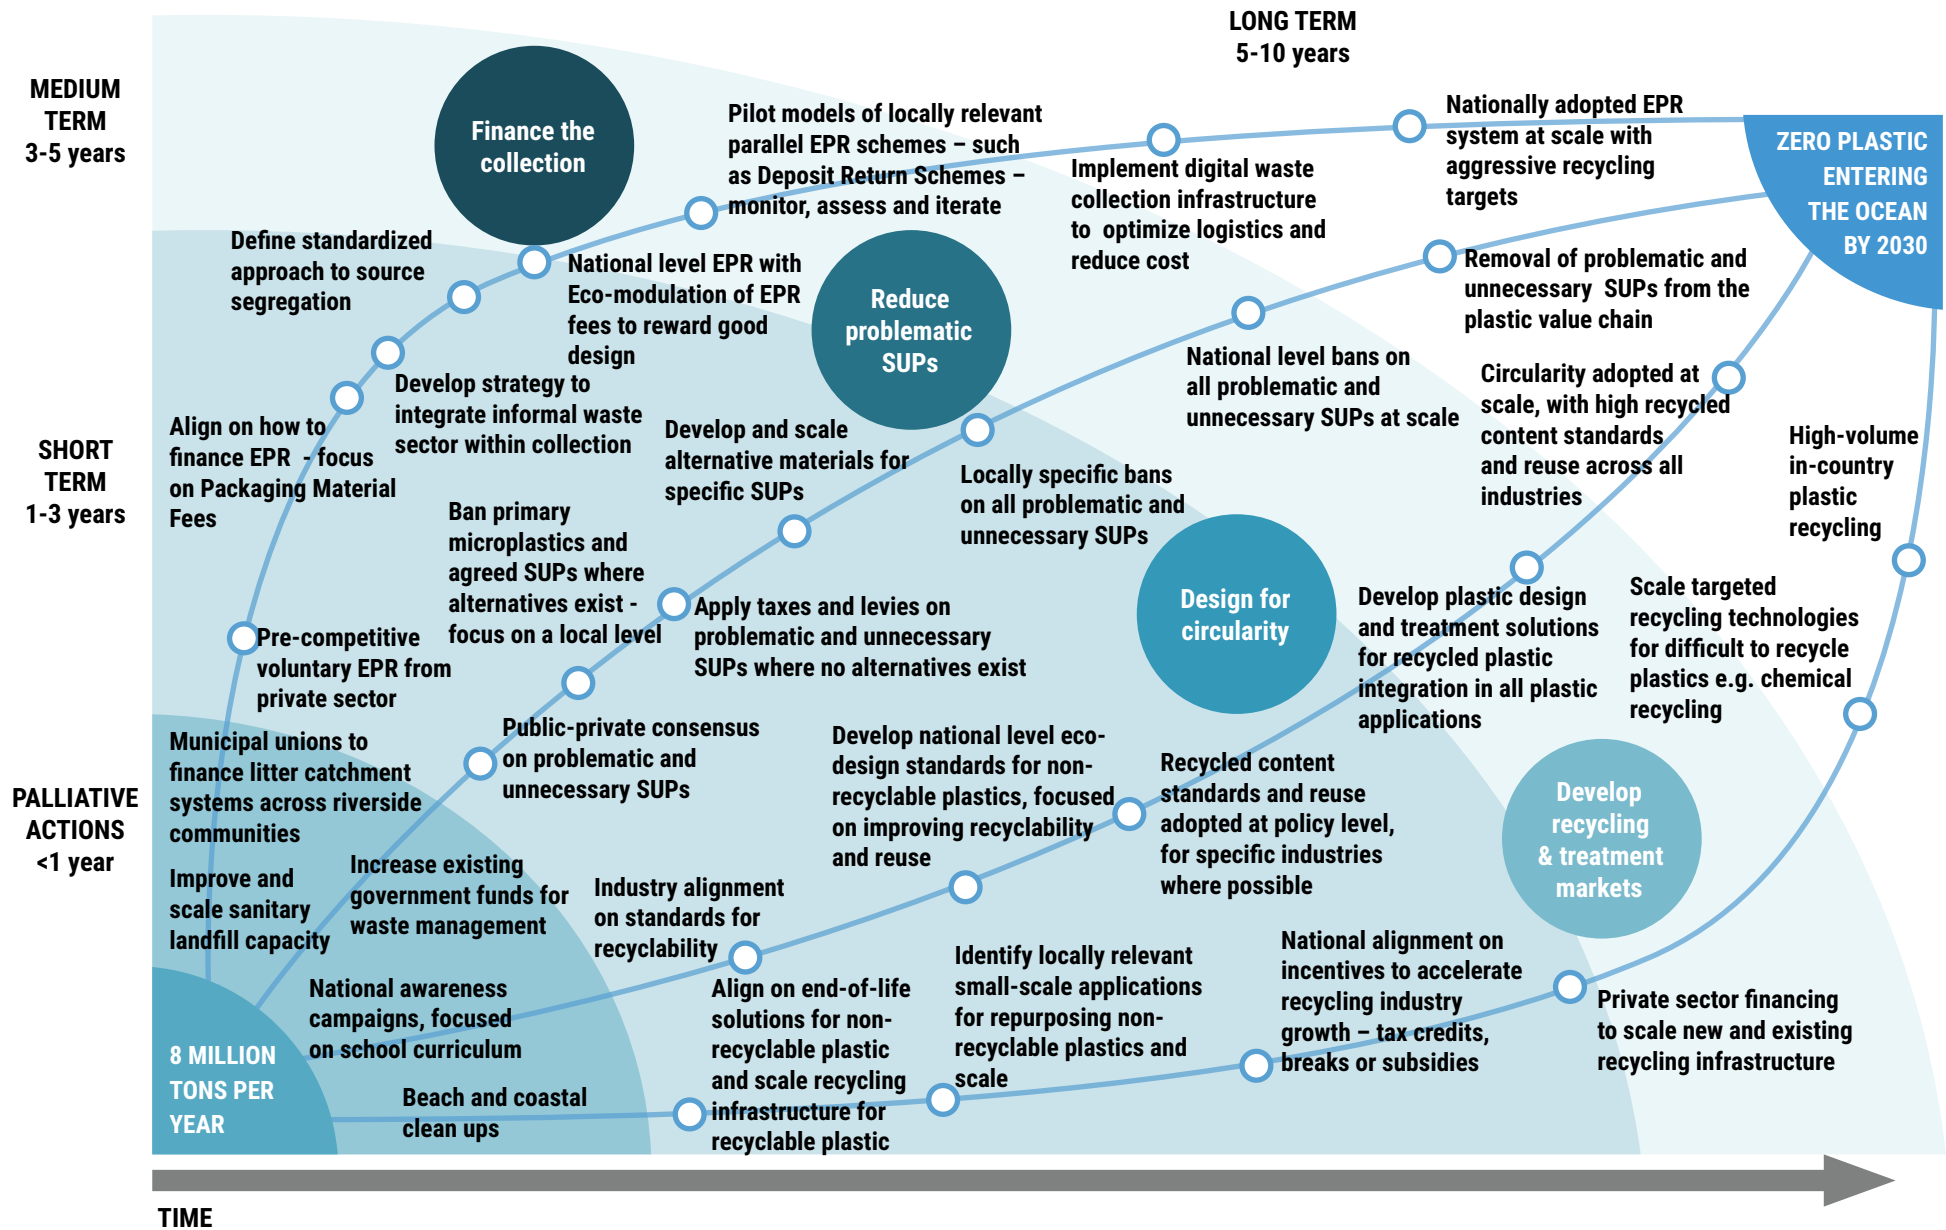 LONG TERM
5-10 years
MEDIUM
TERM
3-5 years
Finance the
collection
Pilot models of locally relevant
parallel EPR schemes – such
as Deposit Return Schemes –
monitor, assess and iterate
Implement digital waste
collection infrastructure
to optimize logistics and
reduce cost
Nationally adopted EPR
system at scale with
aggressive recycling
targets
ZERO PLASTIC
ENTERING
THE OCEAN
BY 2030
Define standardized
approach to source
segregation
National level EPR with
Eco-modulation of EPR
fees to reward good
design
Reduce
problematic
SUPs
Removal of problematic and
unnecessary SUPs from the
plastic value chain
National level bans on
all problematic and
unnecessary SUPs at scale
Circularity adopted at
scale, with high recycled
content standards
and reuse across all
industries
High-volume
in-country
plastic
recycling
SHORT
TERM
1-3 years
Align on how to
finance EPR - focus
on Packaging Material
Fees
Develop strategy to
integrate informal waste
sector within collection
Develop and scale
alternative materials for
specific SUPs
Locally specific bans
on all problematic and
unnecessary SUPs
Ban primary
microplastics and
agreed SUPs where
alternatives exist -
focus on a local level
Apply taxes and levies on
problematic and unnecessary
SUPs where no alternatives exist
Design for
circularity
Develop plastic design
and treatment solutions
for recycled plastic
integration in all plastic
applications
Scale targeted
recycling technologies
for difficult to recycle
plastics e.g. chemical
recycling
Pre-competitive
voluntary EPR from
private sector
Public-private consensus
on problematic and
unnecessary SUPs
Develop national level eco-
design standards for non-
recyclable plastics, focused
on improving recyclability
and reuse
Recycled content
standards and reuse
adopted at policy level,
for specific industries
where possible
Develop
recycling
& treatment
markets
PALLIATIVE
ACTIONS
<1 year
Municipal unions to
finance litter catchment
systems across riverside
communities
Improve and
scale sanitary
landfill capacity
Increase existing
government funds for
waste management
Industry alignment
on standards for
recyclability
National awareness
campaigns, focused
on school curriculum
Beach and coastal
clean ups
8 MILLION
TONS PER
YEAR
Align on end-of-life
solutions for non-
recyclable plastic
and scale recycling
infrastructure for
recyclable plastic
Identify locally relevant
small-scale applications
for repurposing non-
recyclable plastics and
scale
National alignment on
incentives to accelerate
recycling industry
growth – tax credits,
breaks or subsidies
Private sector financing
to scale new and existing
recycling infrastructure
TIME